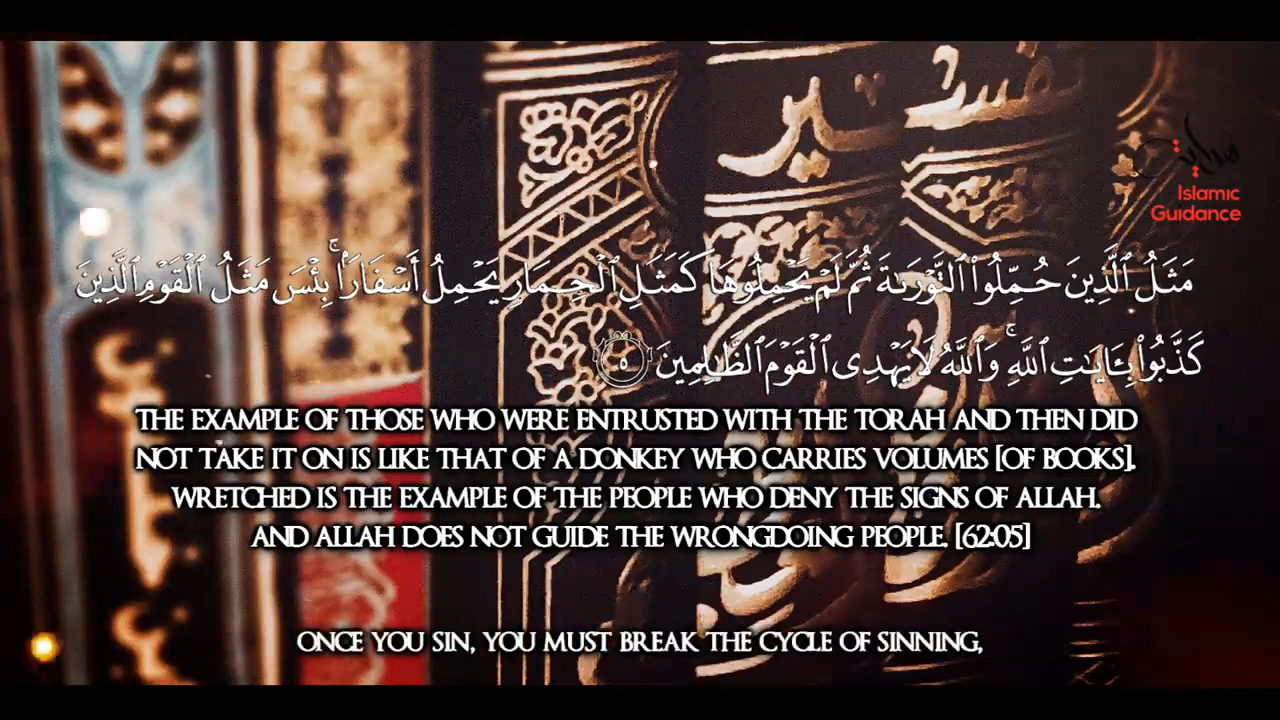 تفسير
هداية
Islamic
Guidance
مَثَلُ ٱلَّذِينَ حُمِّلُوا۟ ٱلتَّوْرَىٰةَ ثُمَّ لَمْ يَحْمِلُوهَا كَمَثَلِ ٱلْحِمَارِ يَحْمِلُ أَسْفَارًۢا ۚ بِئْسَ مَثَلُ ٱلْقَوْمِ ٱلَّذِينَ
كَذَّبُوا۟ بِـَٔايَـٰتِ ٱللَّهِ ۚ وَٱللَّهُ لَا يَهْدِى ٱلْقَوْمَ ٱلظَّـٰلِمِينَ ٥
THE EXAMPLE OF THOSE WHO WERE ENTRUSTED WITH THE TORAH AND THEN DID
NOT TAKE IT ON IS LIKE THAT OF A DONKEY WHO CARRIES VOLUMES [OF BOOKS].
WRETCHED IS THE EXAMPLE OF THE PEOPLE WHO DENY THE SIGNS OF ALLAH.
AND ALLAH DOES NOT GUIDE THE WRONGDOING PEOPLE. [62:05]
ONCE YOU SIN, YOU MUST BREAK THE CYCLE OF SINNING,